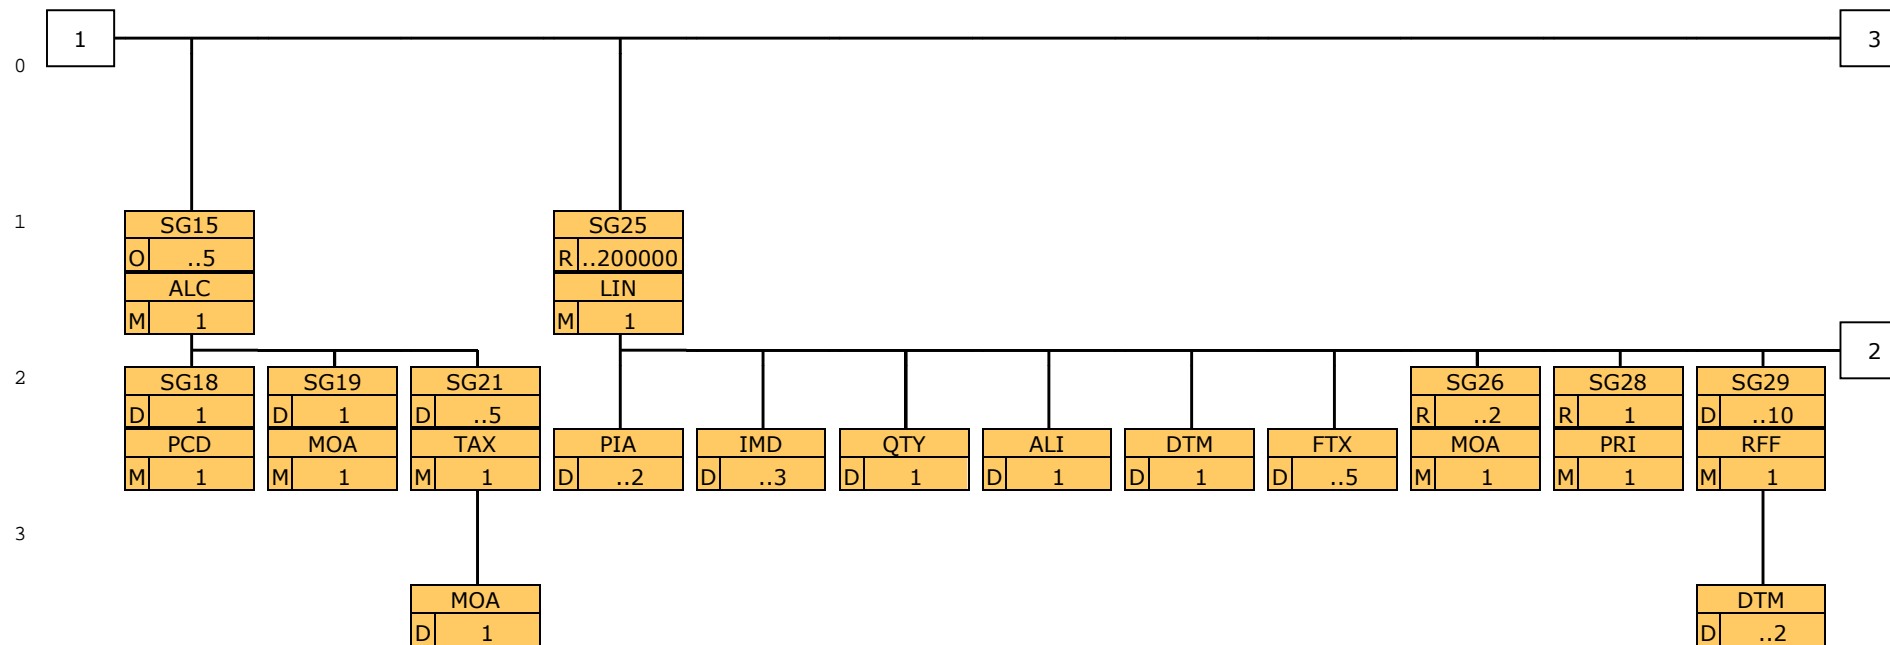 1 3
0
1 SG15 SG25
O ..5 R ..200000
ALC LIN
M 1 M 1
2
2 SG18 SG19 SG21 SG26 SG28 SG29
D 1 D 1 D ..5 R ..2 R 1 D ..10
PCD MOA TAX PIA IMD QTY ALI DTM FTX MOA PRI RFF
M 1 M 1 M 1 D ..2 D ..3 D 1 D 1 D 1 D ..5 M 1 M 1 M 1
3
MOA DTM
D 1 D ..2